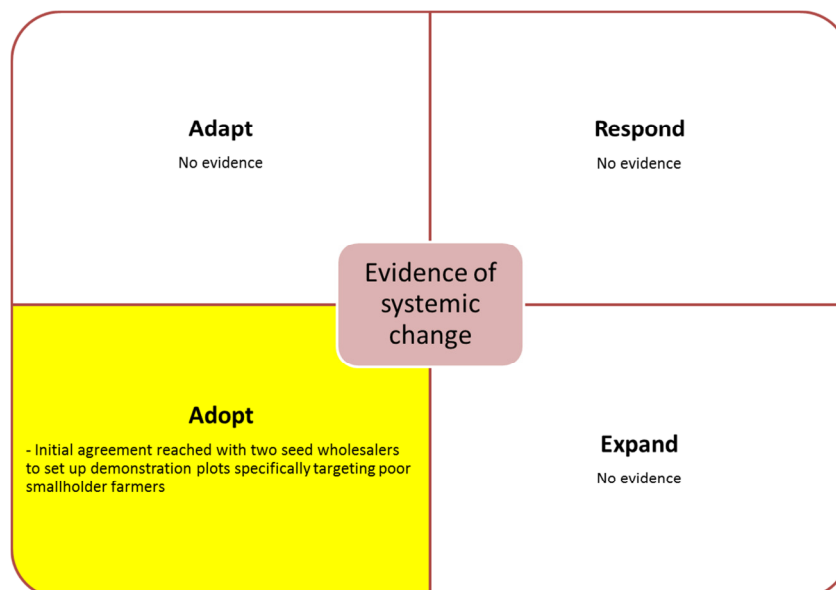 Adapt
No evidence
Respond
No evidence
Evidence of
systemic
change
Adopt
- Initial agreement reached with two seed wholesalers
to set up demonstration plots specifically targeting poor
smallholder farmers
Expand
No evidence